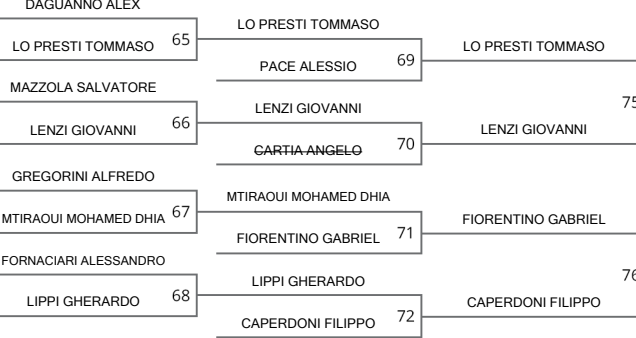 DAGUANNO ALEX
LO PRESTI TOMMASO
65
MAZZOLA SALVATORE
LENZI GIOVANNI
66
GREGORINI ALFREDO
MTIRAOUI MOHAMED DHIA
67
FORNACIARI ALESSANDRO
LIPPI GHERARDO
68
LO PRESTI TOMMASO
PACE ALESSIO
69
LENZI GIOVANNI
CARTIA ANGELO
70
MTIRAOUI MOHAMED DHIA
FIORENTINO GABRIEL
71
LIPPI GHERARDO
CAPERDONI FILIPPO
72
LO PRESTI TOMMASO
LENZI GIOVANNI
75
FIORENTINO GABRIEL
CAPERDONI FILIPPO
76